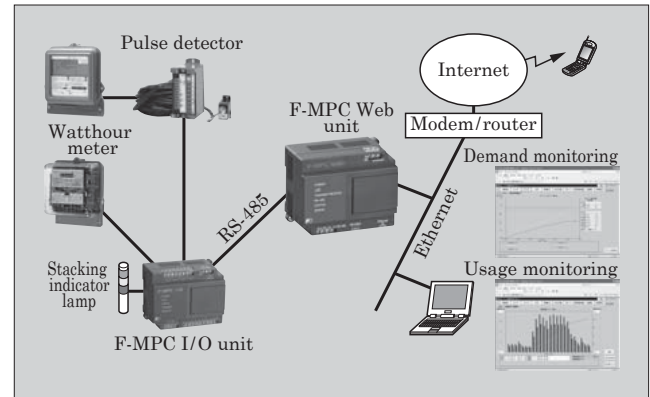 Pulse detector
Watthour
meter
Stacking
indicator
lamp
F-MPC I/O unit
RS-485
F-MPC Web
unit
Internet
Modem/router
Ethernet
Demand monitoring
Usage monitoring